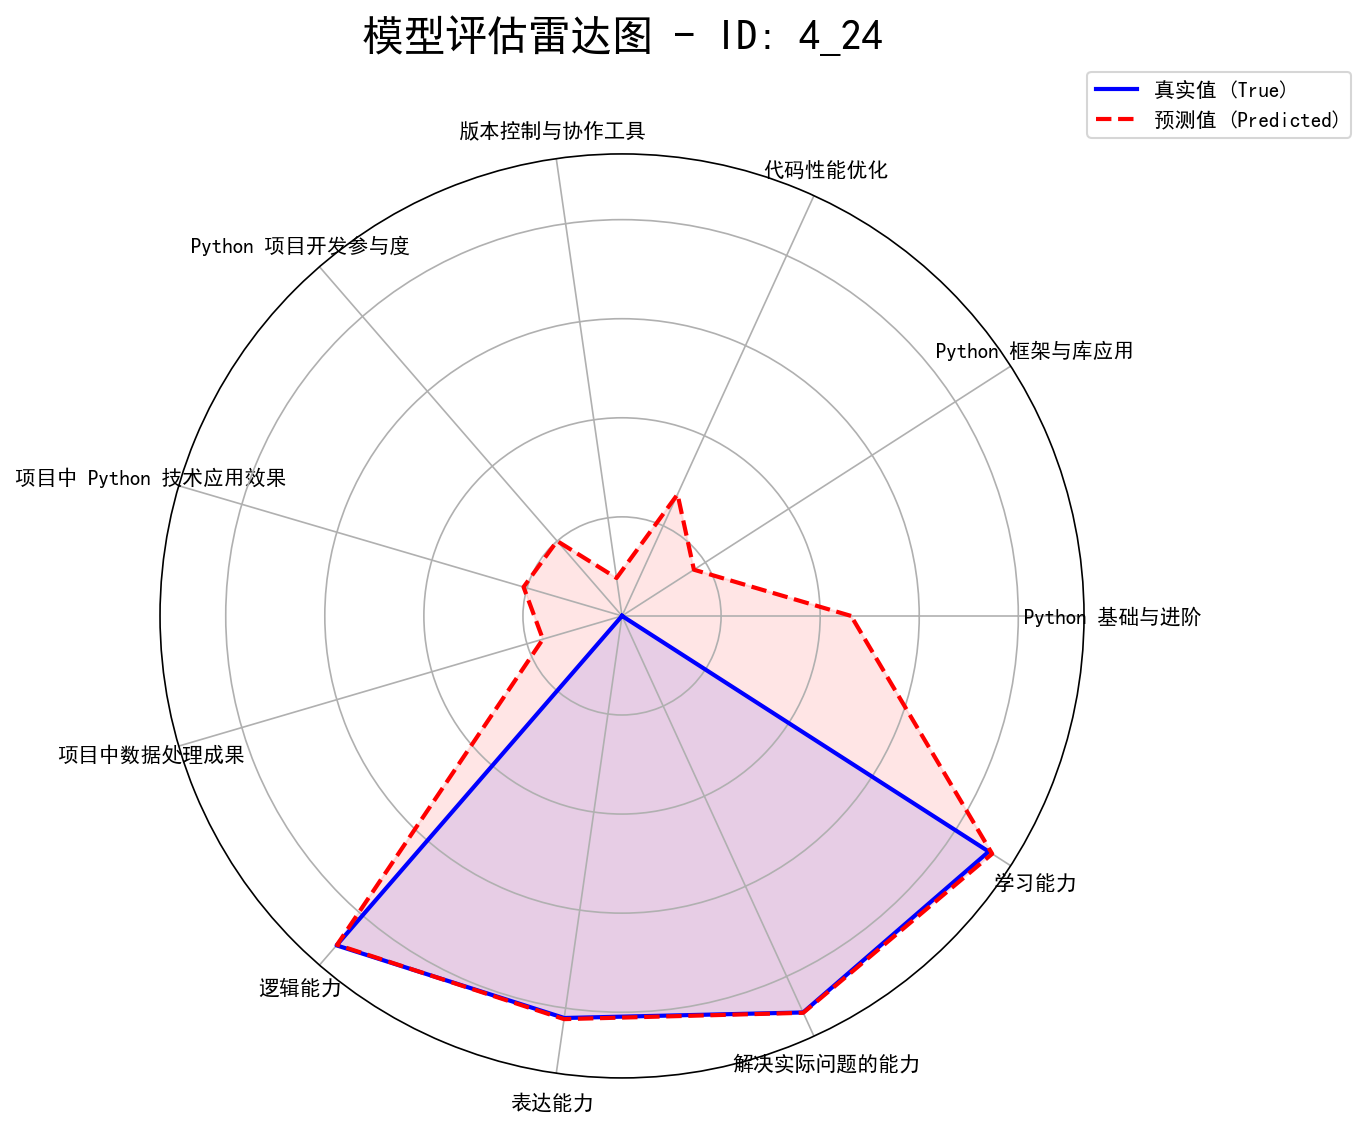 模型评估雷达图 - ID: 4_24
真实值 (True)
预测值 (Predicted)
版本控制与协作工具
代码性能优化
Python 项目开发参与度
Python 框架与库应用
项目中 Python 技术应用效果
Python 基础与进阶
项目中数据处理成果
学习能力
逻辑能力
解决实际问题的能力
表达能力